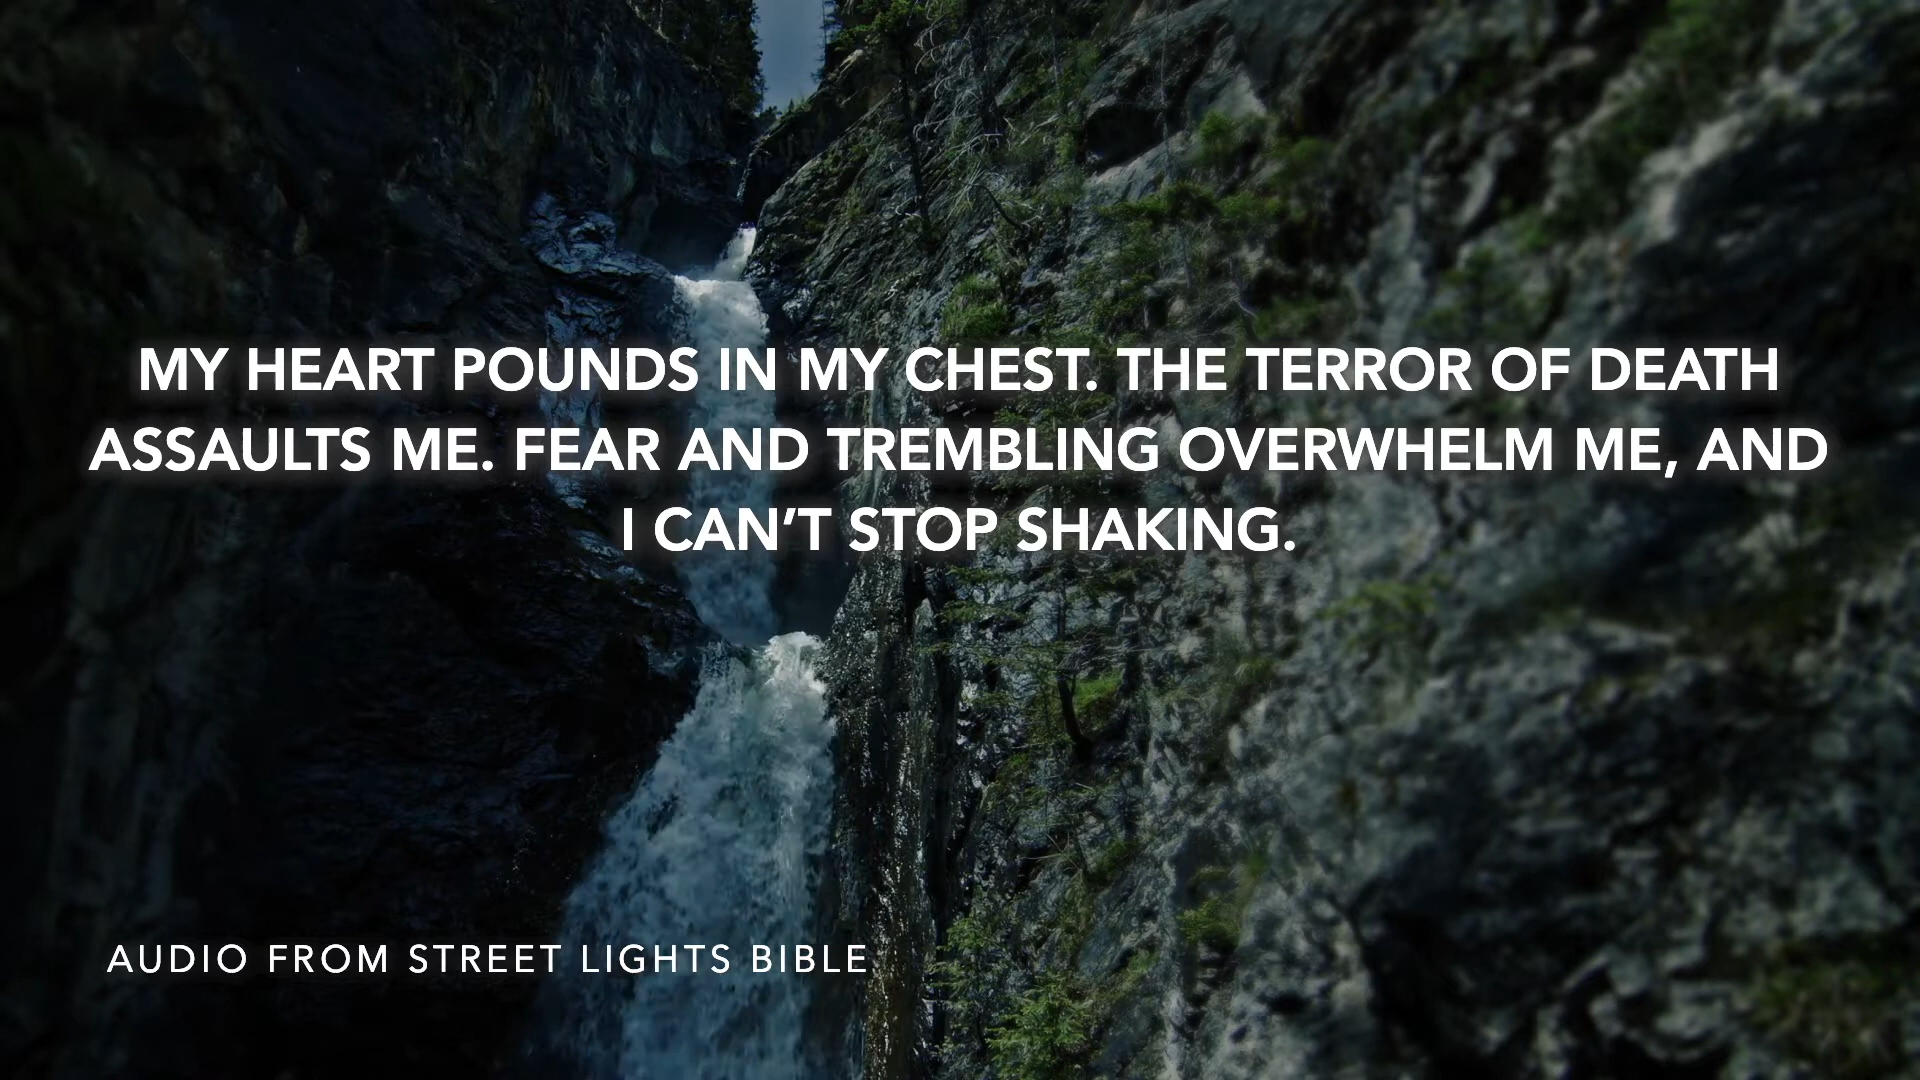 MY HEART POUNDS IN MY CHEST. THE TERROR OF DEATH
ASSAULTS ME. FEAR AND TREMBLING OVERWHELM ME, AND
I CAN’T STOP SHAKING.
AUDIO FROM STREET LIGHTS BIBLE